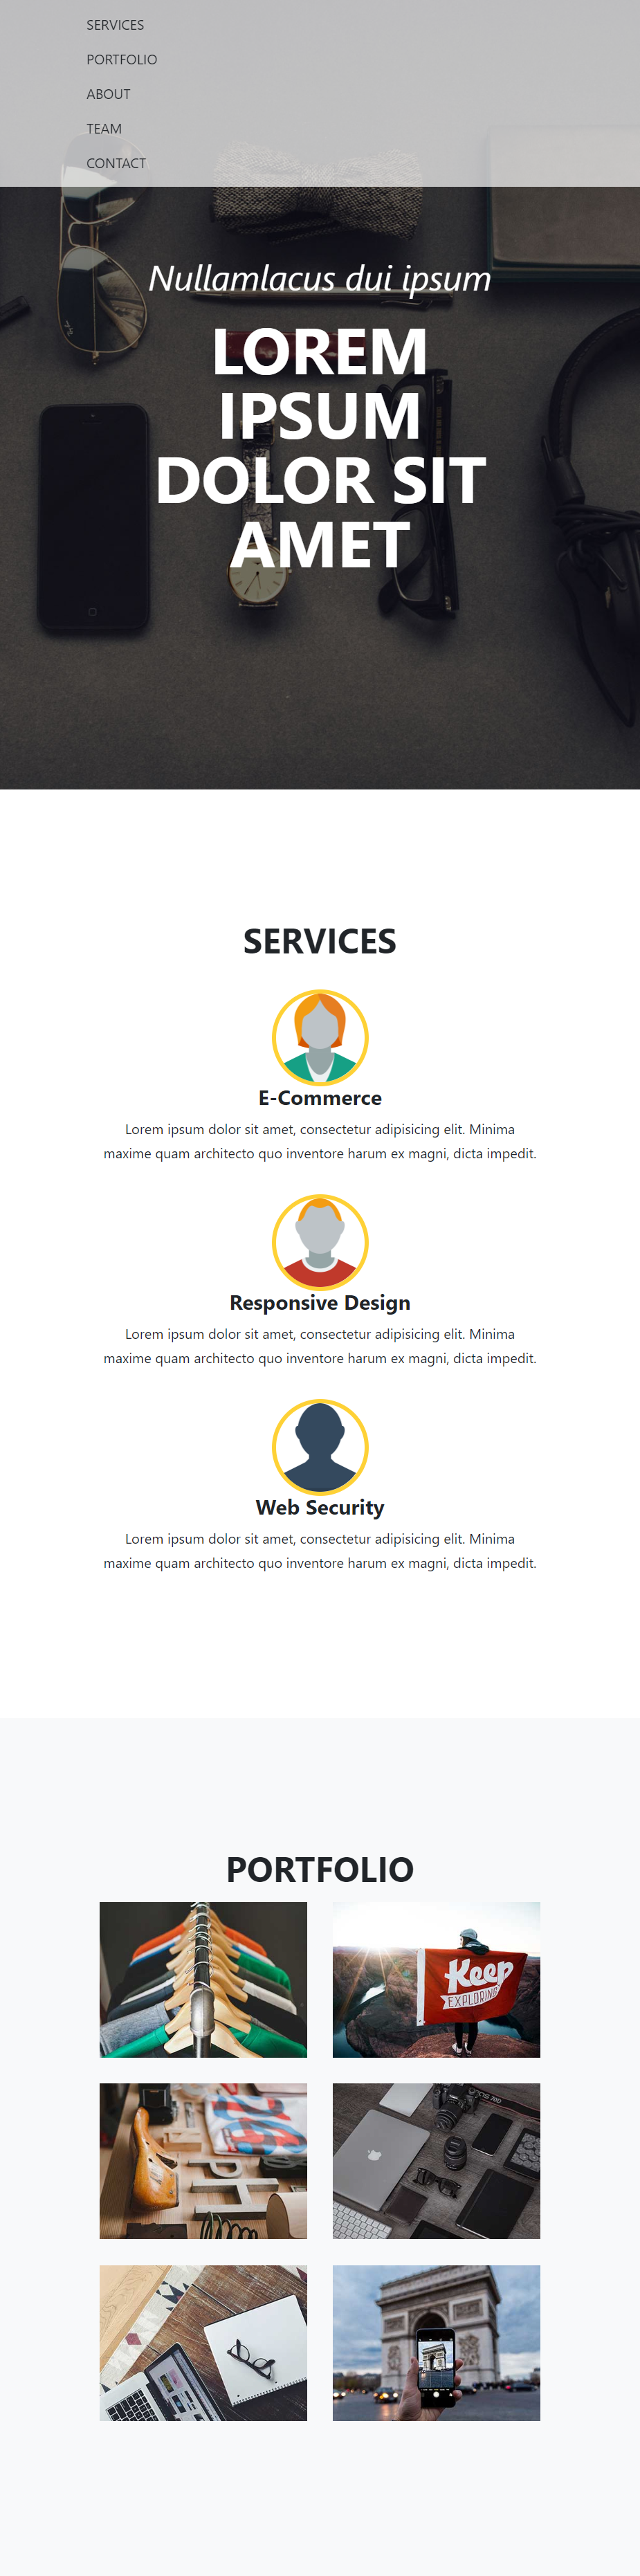 SERVICES
PORTFOLIO
ABOUT
TEAM
CONTACT
Nullamlacus dui ipsum
LOREM
IPSUM
DOLOR SIT
AMET
SERVICES
E-Commerce
Lorem ipsum dolor sit amet, consectetur adipisicing elit. Minima
maxime quam architecto quo inventore harum ex magni, dicta impedit.
Responsive Design
Lorem ipsum dolor sit amet, consectetur adipisicing elit. Minima
maxime quam architecto quo inventore harum ex magni, dicta impedit.
Web Security
Lorem ipsum dolor sit amet, consectetur adipisicing elit. Minima
maxime quam architecto quo inventore harum ex magni, dicta impedit.
PORTFOLIO
Keep
EXPLORING